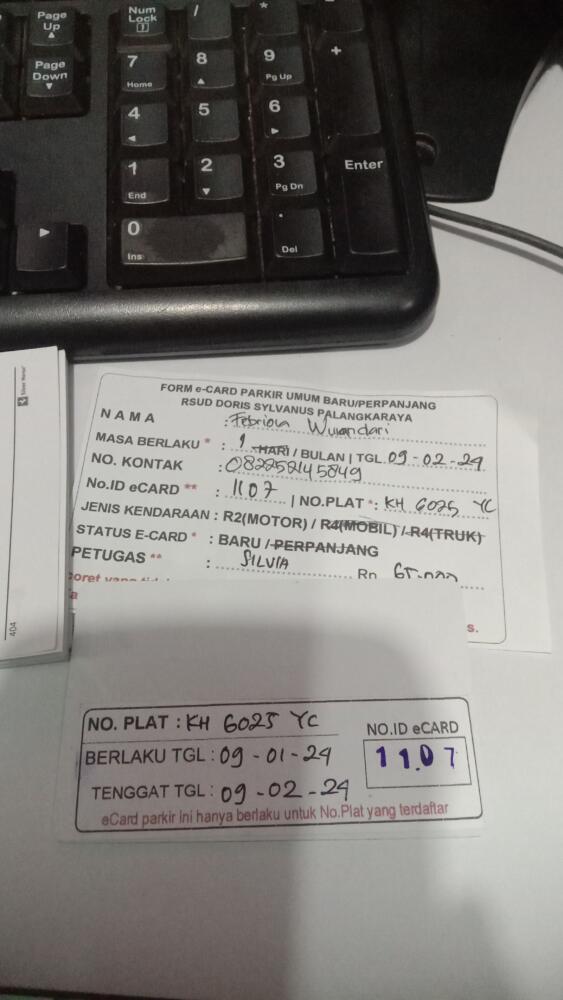 Page Up
Num Lock
/
*
Page Down
7 Home
8
9 Pg Up
+
4
5
6
1 End
2
3 Pg Dn
Enter
0 Ins
. Del
FORM e-CARD PARKIR UMUM BARU/PERPANJANG
RSUD DORIS SYLVANUS PALANGKARAYA
NAMA : Febriou Wulandari
MASA BERLAKU * : 1 HARI / BULAN | TGL 09-02-24
NO. KONTAK : 082252145849
No.ID eCARD ** : 1107 | NO.PLAT * : KH 6025 YC
JENIS KENDARAAN : R2(MOTOR) / R4(MOBIL) / R4(TRUK)
STATUS E-CARD * : BARU / PERPANJANG
PETUGAS ** : SILVIA Rp 65.000
s.
404
NO. PLAT : KH 6025 YC
NO.ID eCARD
BERLAKU TGL : 09-01-24
1107
TENGGAT TGL : 09-02-24
eCard parkir ini hanya berlaku untuk No.Plat yang terdaftar